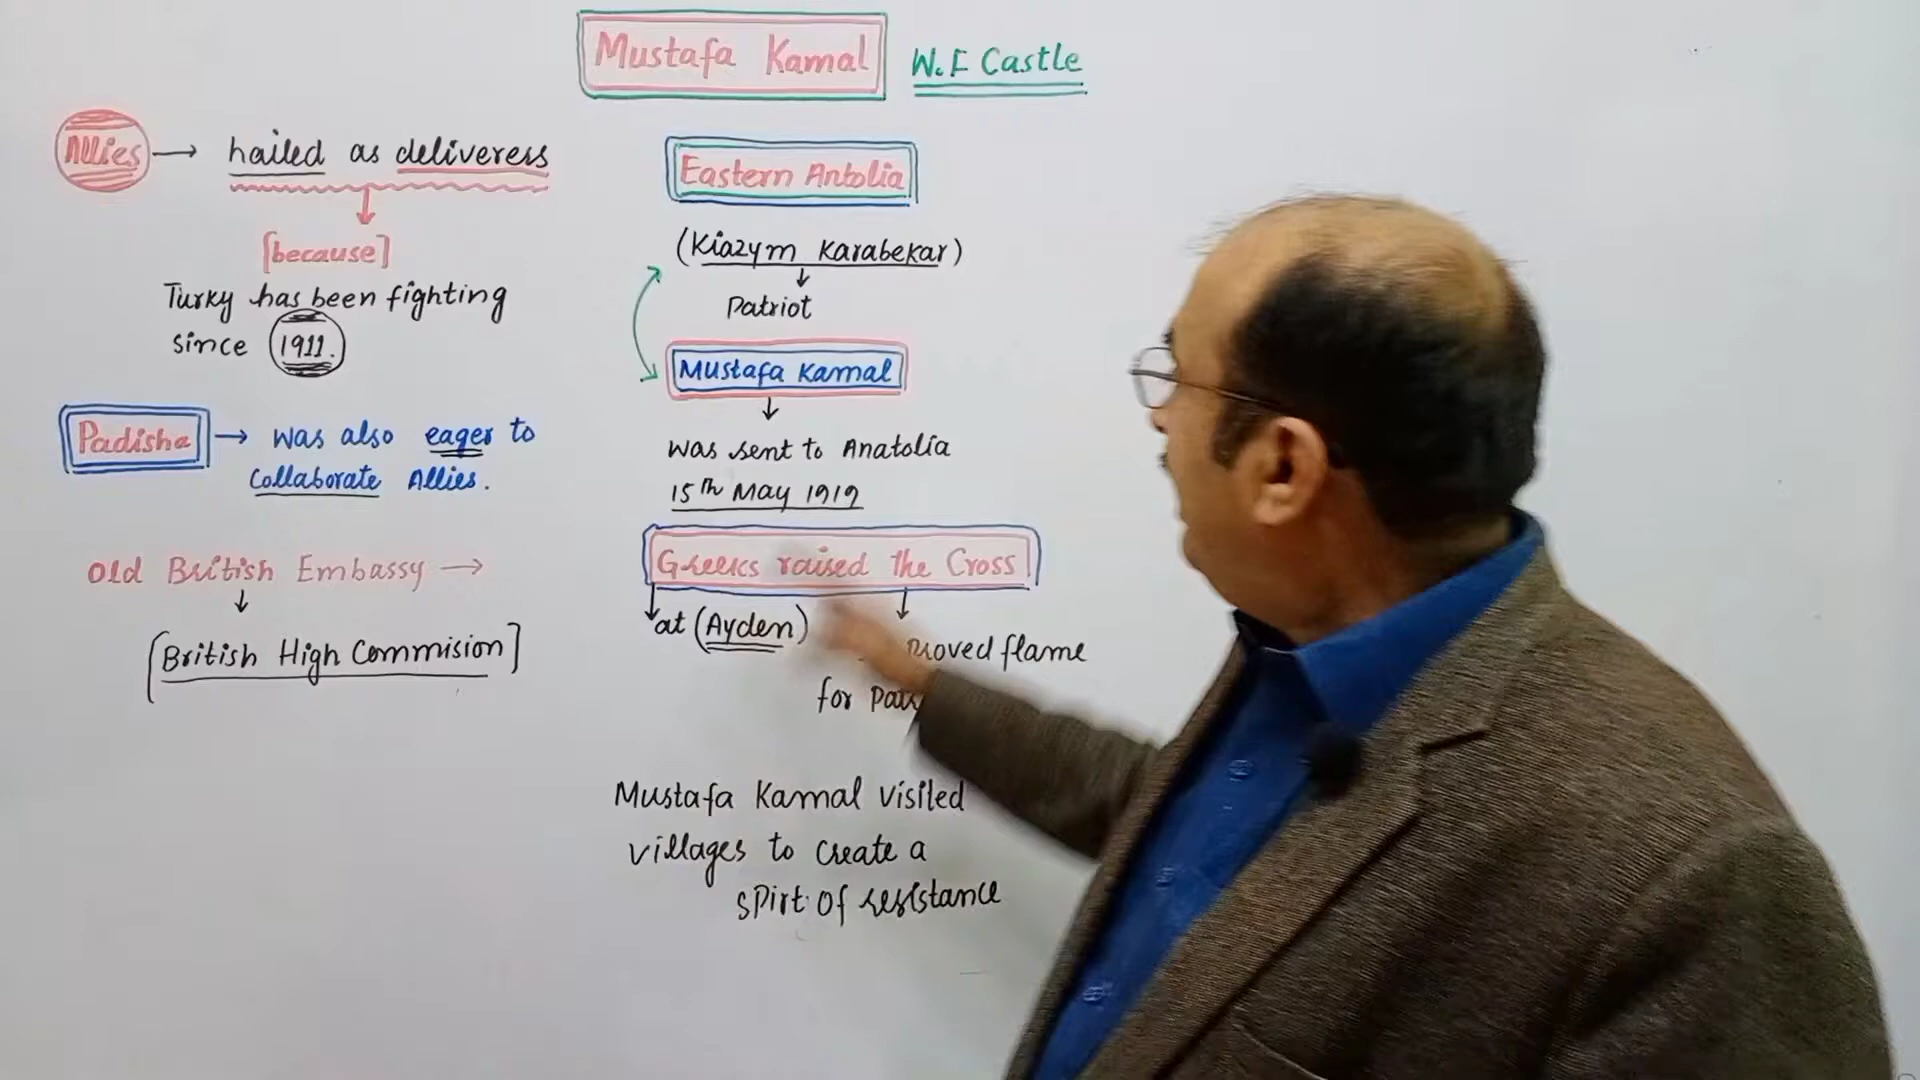 Mustafa Kamal W.F Castle
Allies → hailed as deliveress
[because]
Turky has been fighting
since 1911.
Padisha → was also eager to
Collaborate Allies.
Old British Embassy →
[British High Commision]
Eastern Antolia
(Kiazym Karabekar)
Patriot
Mustafa Kamal
was sent to Anatolia
15th May 1919
Greeks raised the Cross
at (Ayden)
proved flame
for
Mustafa Kamal visiled
villages to create a
spirt of resistance